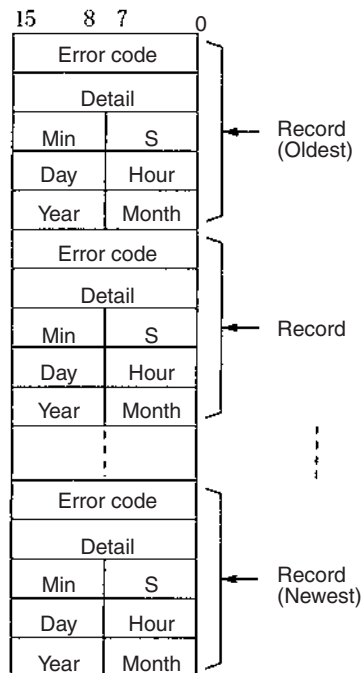 15 8 7 0
Error code
Detail
Min S
Day Hour
Year Month
Record
(Oldest)
Error code
Detail
Min S
Day Hour
Year Month
Record
Error code
Detail
Min S
Day Hour
Year Month
Record
(Newest)